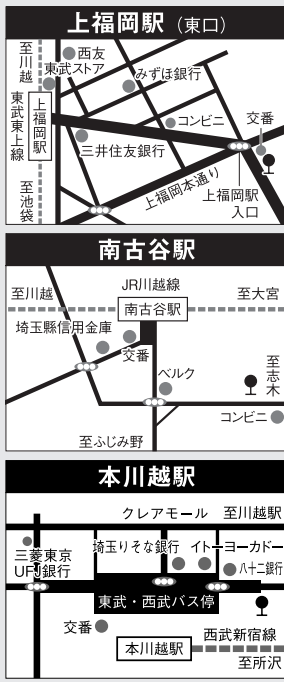 上福岡駅（東口）
至川越
西友
東武ストア
みずほ銀行
東武東上線
上福岡駅
コンビニ
交番
三井住友銀行
至池袋
上福岡本通り
上福岡駅
入口
南古谷駅
JR川越線
至川越
南古谷駅
至大宮
埼玉縣信用金庫
交番
ベルク
至志木
コンビニ
至ふじみ野
本川越駅
クレアモール
至川越駅
三菱東京
UFJ銀行
埼玉りそな銀行
イトーヨーカドー
八十二銀行
東武・西武バス停
交番
本川越駅
西武新宿線
至所沢